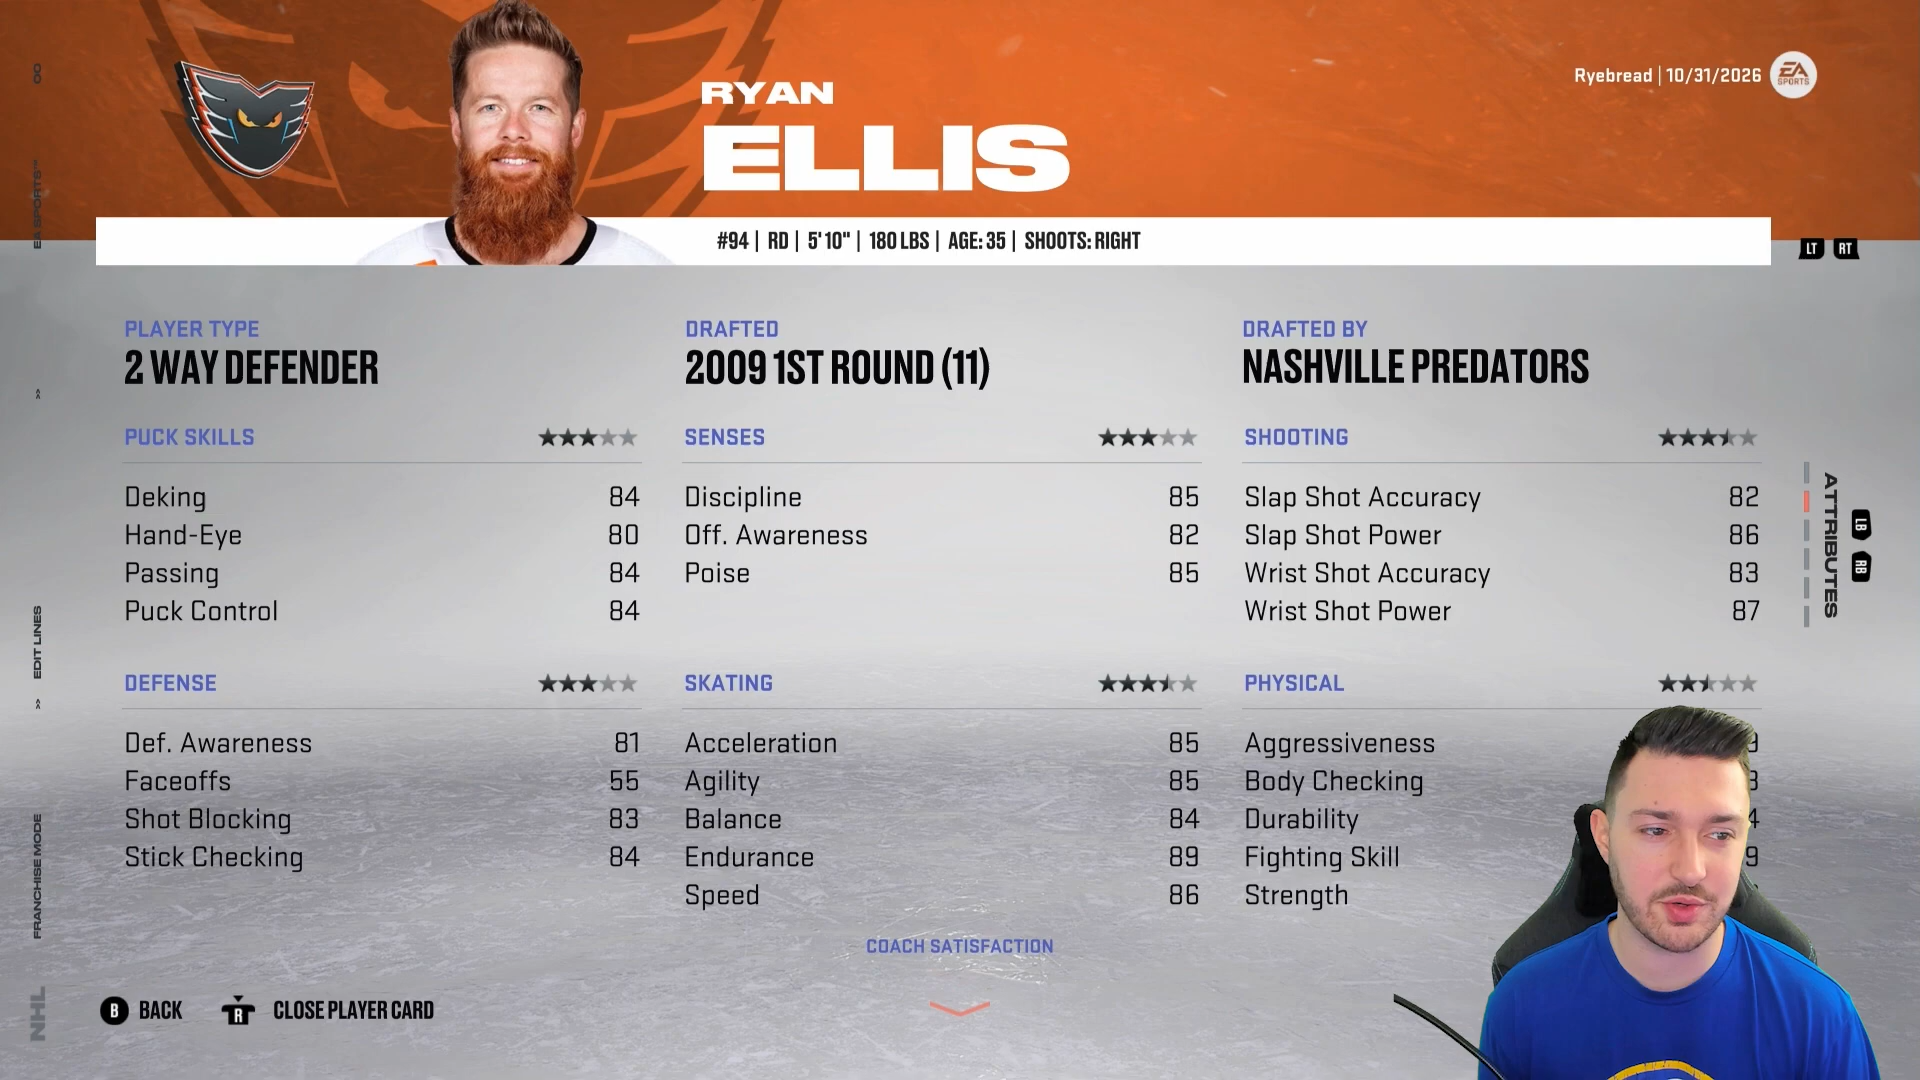 RYAN
ELLIS
Ryebread | 10/31/2026
EA SPORTS
#94 | RD | 5' 10" | 180 LBS | AGE: 35 | SHOOTS: RIGHT
LT RT
PLAYER TYPE
2 WAY DEFENDER
DRAFTED
2009 1ST ROUND (11)
DRAFTED BY
NASHVILLE PREDATORS
PUCK SKILLS
Deking 84
Hand-Eye 80
Passing 84
Puck Control 84
SENSES
Discipline 85
Off. Awareness 82
Poise 85
SHOOTING
Slap Shot Accuracy 82
Slap Shot Power 86
Wrist Shot Accuracy 83
Wrist Shot Power 87
DEFENSE
Def. Awareness 81
Faceoffs 55
Shot Blocking 83
Stick Checking 84
SKATING
Acceleration 85
Agility 85
Balance 84
Endurance 89
Speed 86
PHYSICAL
Aggressiveness
Body Checking
Durability
Fighting Skill
Strength
COACH SATISFACTION
B BACK
R CLOSE PLAYER CARD
ATTRIBUTES
LB RB
NHL
FRANCHISE MODE
EDIT LINES
EA SPORTS™